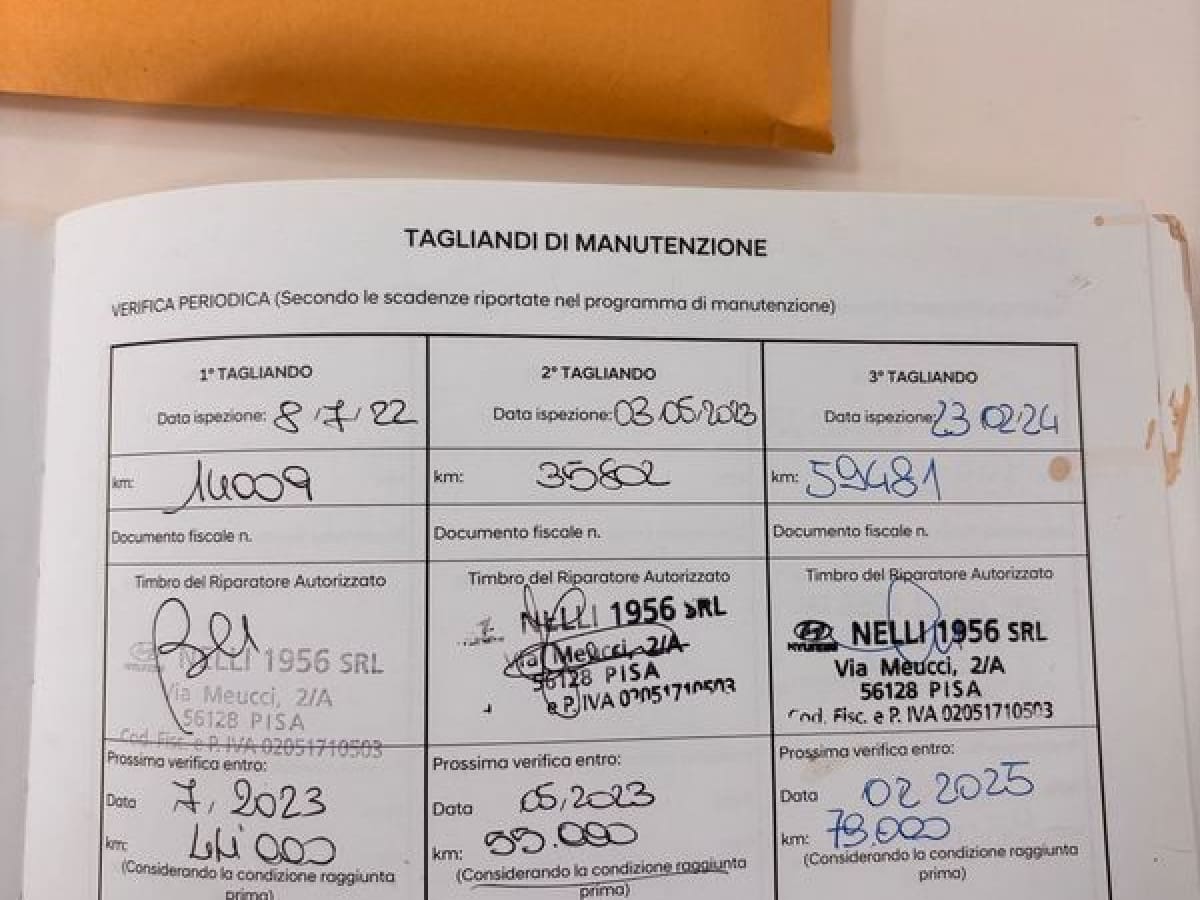 TAGLIANDI DI MANUTENZIONE
VERIFICA PERIODICA (Secondo le scadenze riportate nel programma di manutenzione)
1° TAGLIANDO
Data ispezione: 8/7/22
km: 14009
Documento fiscale n.
Timbro del Riparatore Autorizzato
NELLI 1956 SRL
Via Meucci, 2/A
56128 PISA
Cod. Fisc. e P. IVA 02051710503
Prossima verifica entro:
Data 7, 2023
km: 000
(Considerando la condizione raggiunta
prima)
2° TAGLIANDO
Data ispezione: 03.05.2023
km: 35802
Documento fiscale n.
Timbro del Riparatore Autorizzato
NELLI 1956 SRL
Via Meucci, 2/A
56128 PISA
e P. IVA 02051710503
Prossima verifica entro:
Data 05,2023
km: 55.000
(Considerando la condizione raggiunta
prima)
3° TAGLIANDO
Data ispezione: 23 02 24
km: 59481
Documento fiscale n.
Timbro del Riparatore Autorizzato
HYUNDAI NELLI 1956 SRL
Via Meucci, 2/A
56128 PISA
Cod. Fisc. e P. IVA 02051710503
Prossima verifica entro:
Data 02 2025
km: 79.000
(Considerando la condizione raggiunta
prima)